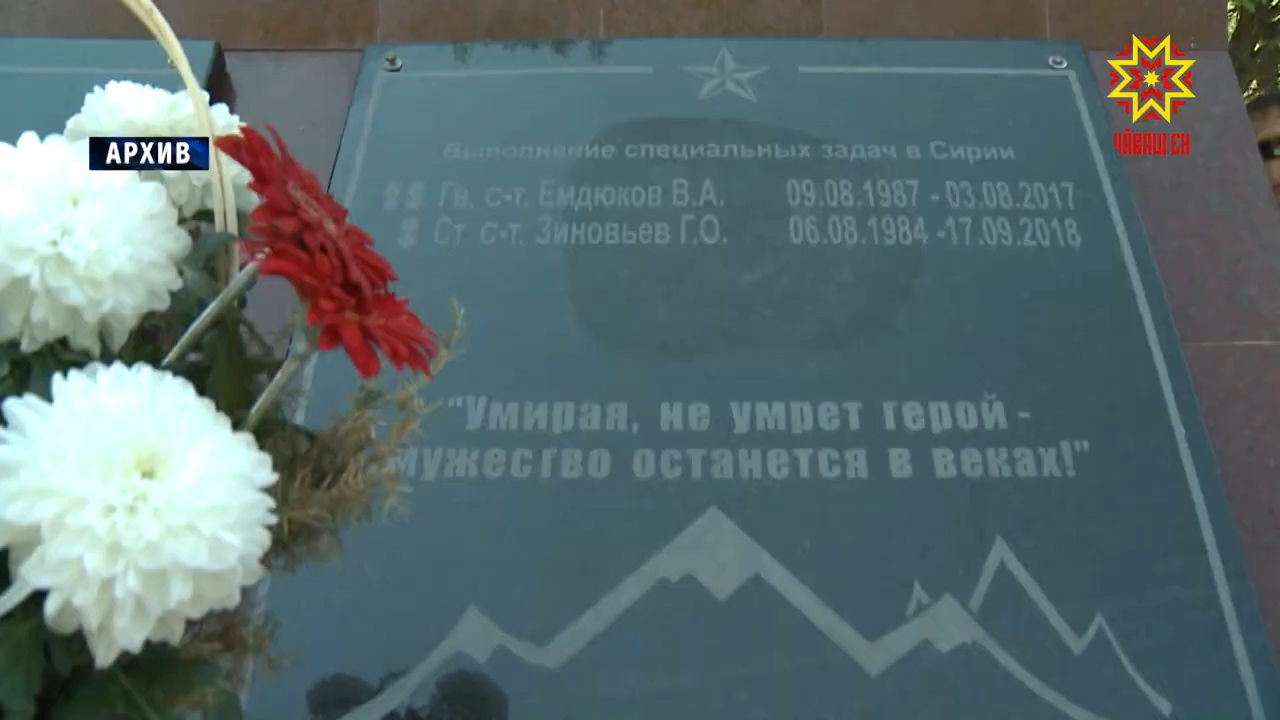 АРХИВ
ЧӐВАШ ЕН
Выполнение специальных задач в Сирии
Гв. с-т. Емдюков В.А. 09.08.1987 - 03.08.2017
Ст с-т. Зиновьев Г.О. 06.08.1984 -17.09.2018
“Умирая, не умрет герой -
мужество останется в веках!”